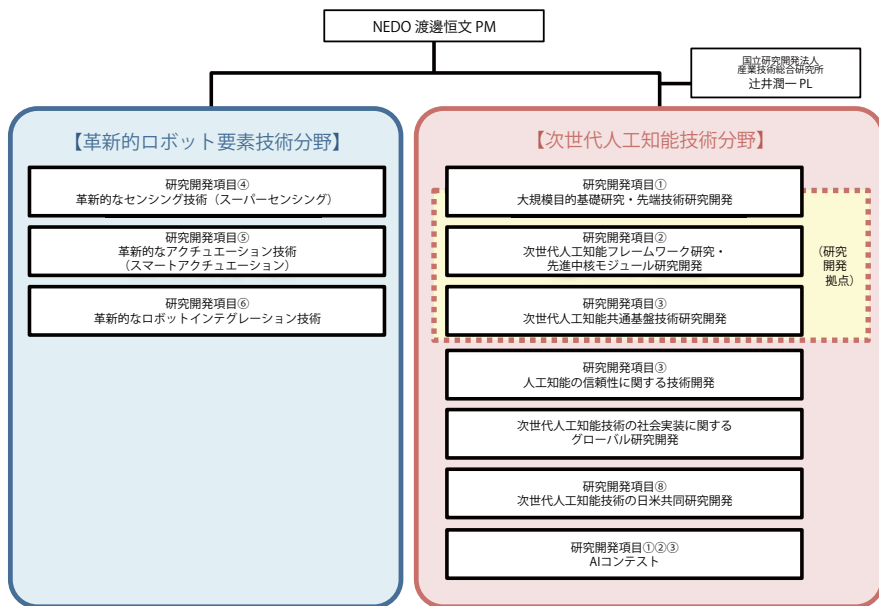 NEDO 渡邊恒文 PM
国立研究開発法人
産業技術総合研究所
辻井潤一 PL
【革新的ロボット要素技術分野】
研究開発項目④
革新的なセンシング技術（スーパーセンシング）
研究開発項目⑤
革新的なアクチュエーション技術
（スマートアクチュエーション）
研究開発項目⑥
革新的なロボットインテグレーション技術
【次世代人工知能技術分野】
研究開発項目①
大規模目的基礎研究・先端技術研究開発
研究開発項目②
次世代人工知能フレームワーク研究・
先進中核モジュール研究開発
研究開発項目③
次世代人工知能共通基盤技術研究開発
（研究
開発
拠点）
研究開発項目③
人工知能の信頼性に関する技術開発
次世代人工知能技術の社会実装に関する
グローバル研究開発
研究開発項目⑧
次世代人工知能技術の日米共同研究開発
研究開発項目①②③
AIコンテスト